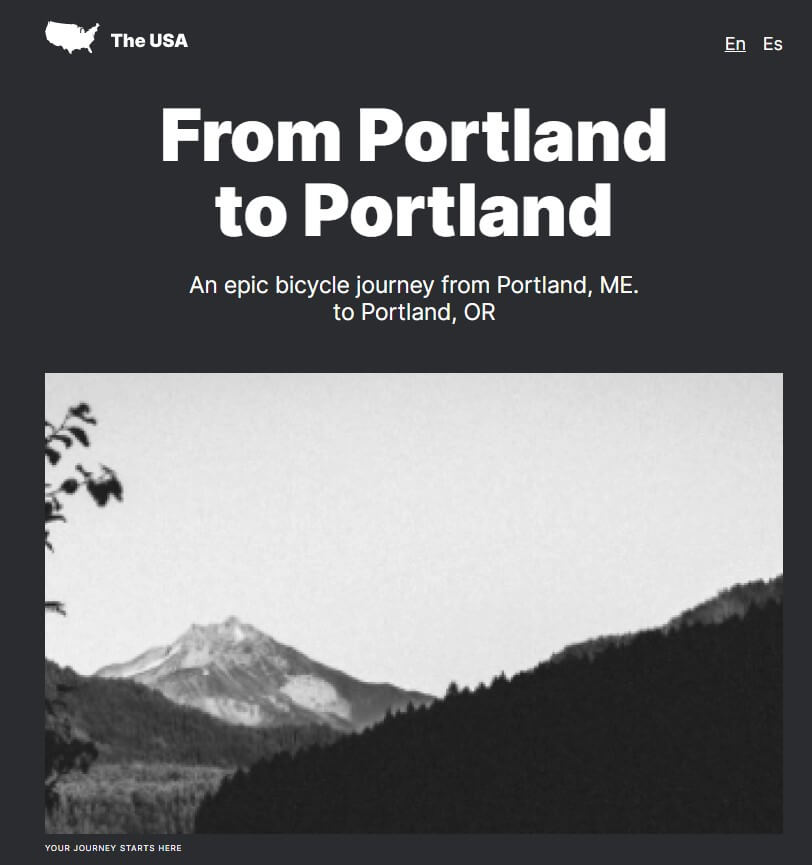 The USA
En Es
From Portland
to Portland
An epic bicycle journey from Portland, ME.
to Portland, OR
YOUR JOURNEY STARTS HERE